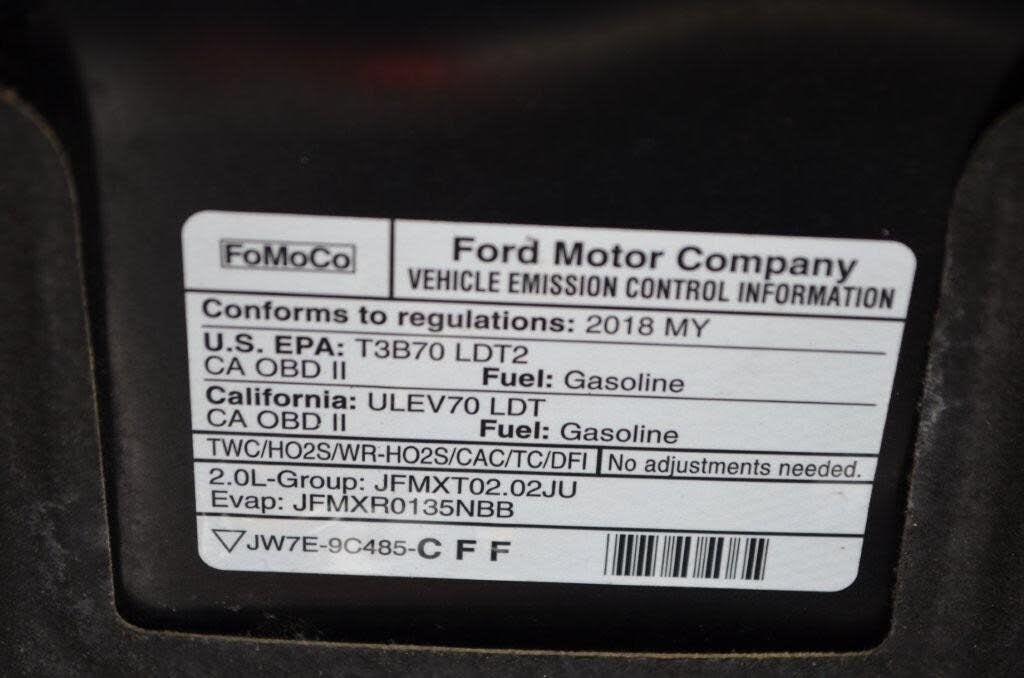 FoMoCo
Ford Motor Company
VEHICLE EMISSION CONTROL INFORMATION
Conforms to regulations: 2018 MY
U.S. EPA: T3B70 LDT2
CA OBD II Fuel: Gasoline
California: ULEV70 LDT
CA OBD II Fuel: Gasoline
TWC/HO2S/WR-HO2S/CAC/TC/DFI No adjustments needed.
2.0L-Group: JFMXT02.02JU
Evap: JFMXR0135NBB
JW7E-9C485-C F F